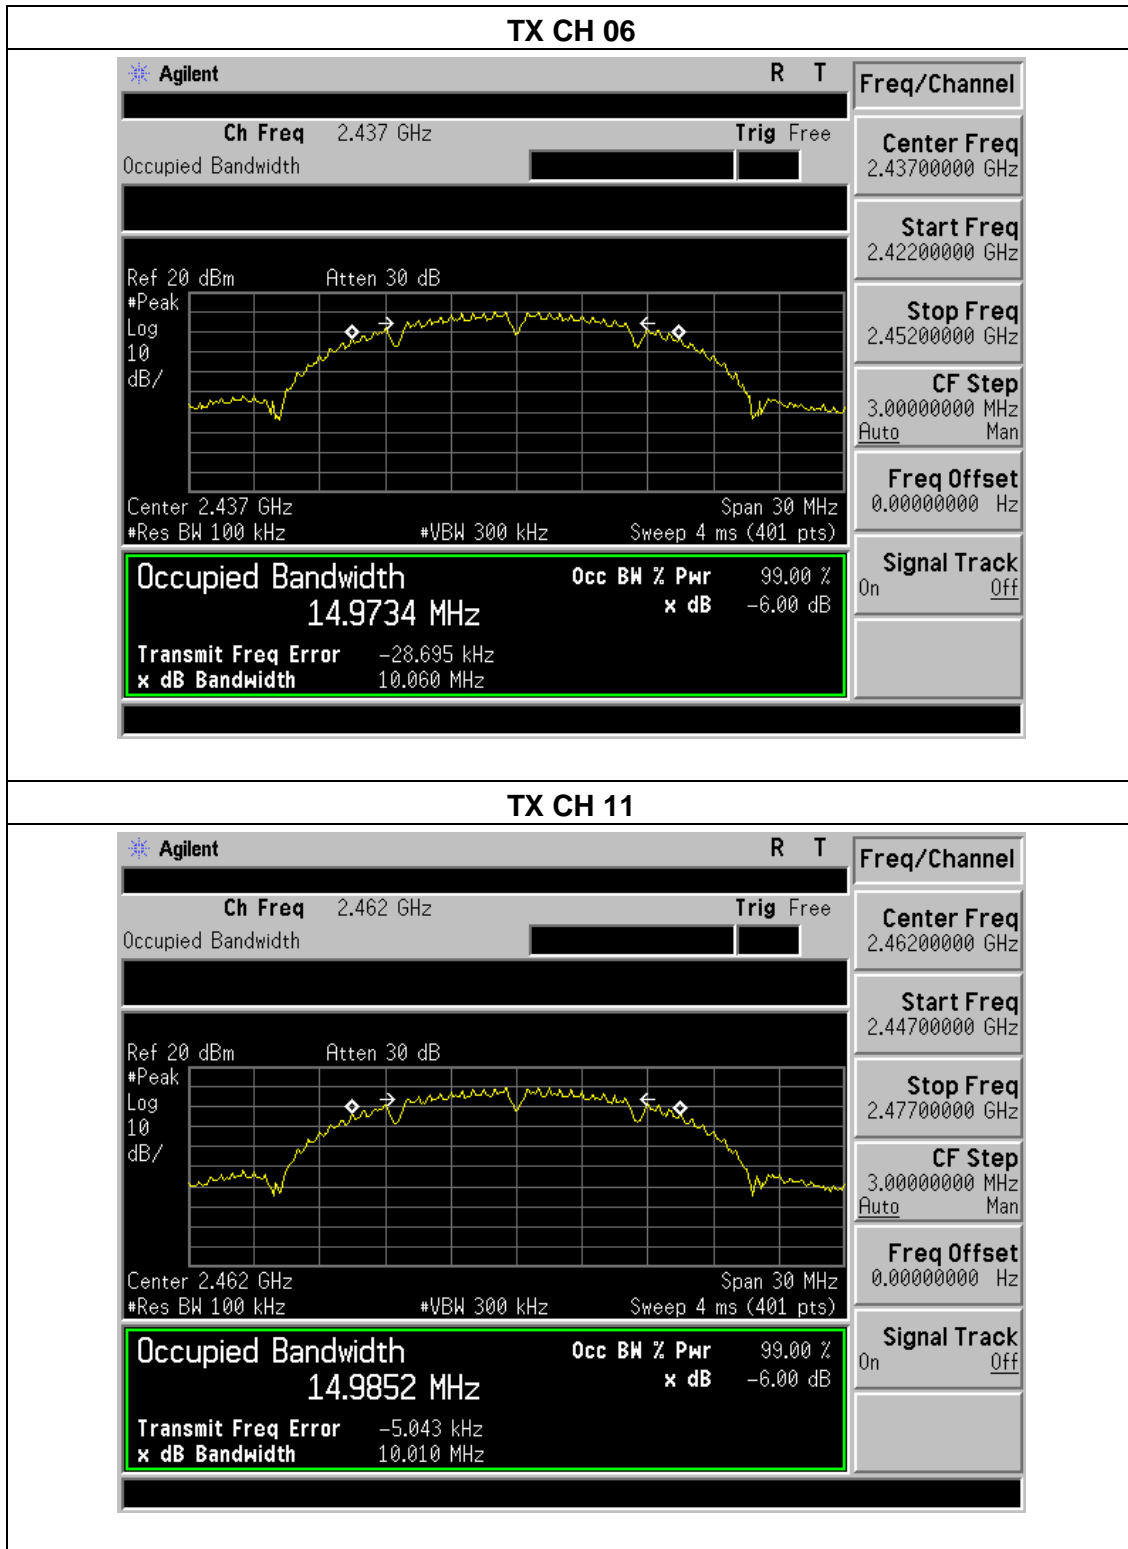 TX CH 06
Agilent R T
Freq/Channel
Ch Freq 2.437 GHz Trig Free
Occupied Bandwidth
Center Freq
2.43700000 GHz
Start Freq
2.42200000 GHz
Ref 20 dBm Atten 30 dB
#Peak
Log
10
dB/
Stop Freq
2.45200000 GHz
CF Step
3.00000000 MHz
Auto Man
Freq Offset
0.00000000 Hz
Center 2.437 GHz Span 30 MHz
#Res BW 100 kHz #VBW 300 kHz Sweep 4 ms (401 pts)
Signal Track
On Off
Occupied Bandwidth Occ BW % Pwr 99.00 %
14.9734 MHz x dB -6.00 dB
Transmit Freq Error -28.695 kHz
x dB Bandwidth 10.060 MHz
TX CH 11
Agilent R T
Freq/Channel
Ch Freq 2.462 GHz Trig Free
Occupied Bandwidth
Center Freq
2.46200000 GHz
Start Freq
2.44700000 GHz
Ref 20 dBm Atten 30 dB
#Peak
Log
10
dB/
Stop Freq
2.47700000 GHz
CF Step
3.00000000 MHz
Auto Man
Freq Offset
0.00000000 Hz
Center 2.462 GHz Span 30 MHz
#Res BW 100 kHz #VBW 300 kHz Sweep 4 ms (401 pts)
Signal Track
On Off
Occupied Bandwidth Occ BW % Pwr 99.00 %
14.9852 MHz x dB -6.00 dB
Transmit Freq Error -5.043 kHz
x dB Bandwidth 10.010 MHz